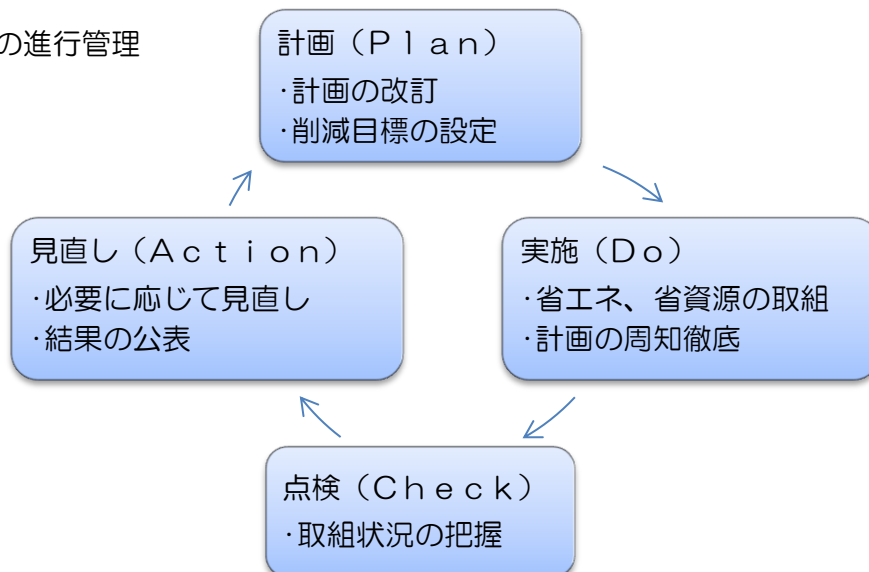 の進行管理
計画（Ｐｌａｎ）
·計画の改訂
·削減目標の設定
見直し（Ａｃｔｉｏｎ）
·必要に応じて見直し
·結果の公表
実施（Ｄｏ）
·省エネ、省資源の取組
·計画の周知徹底
点検（Ｃｈｅｃｋ）
·取組状況の把握